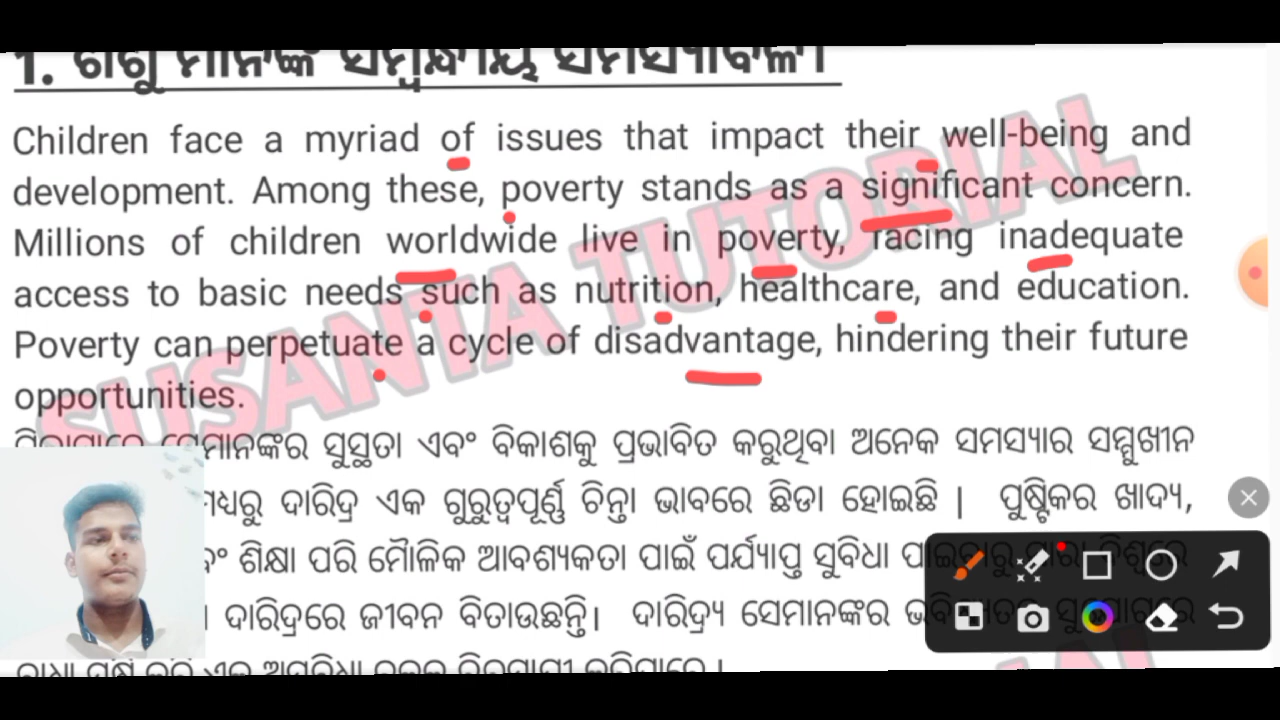 1. ଶିଶୁ ମାନଙ୍କ ସମ୍ବନ୍ଧୀୟ ସମସ୍ୟାବଳୀ
Children face a myriad of issues that impact their well-being and
development. Among these, poverty stands as a significant concern.
Millions of children worldwide live in poverty, facing inadequate
access to basic needs such as nutrition, healthcare, and education.
Poverty can perpetuate a cycle of disadvantage, hindering their future
opportunities.
ସେମାନଙ୍କର ସୁସ୍ଥତା ଏବଂ ବିକାଶକୁ ପ୍ରଭାବିତ କରୁଥିବା ଅନେକ ସମସ୍ୟାର ସମ୍ମୁଖୀନ
ଦାରିଦ୍ର ଏକ ଗୁରୁତ୍ୱପୂର୍ଣ୍ଣ ଚିନ୍ତା ଭାବରେ ଛିଡା ହୋଇଛି | ପୁଷ୍ଟିକର ଖାଦ୍ୟ,
ଶିକ୍ଷା ପରି ମୌଳିକ ଆବଶ୍ୟକତା ପାଇଁ ପର୍ଯ୍ୟାପ୍ତ ସୁବିଧା
ଦାରିଦ୍ରରେ ଜୀବନ ବିତାଉଛନ୍ତି। ଦାରିଦ୍ର୍ୟ ସେମାନଙ୍କର
SUSANTA TUTORIAL